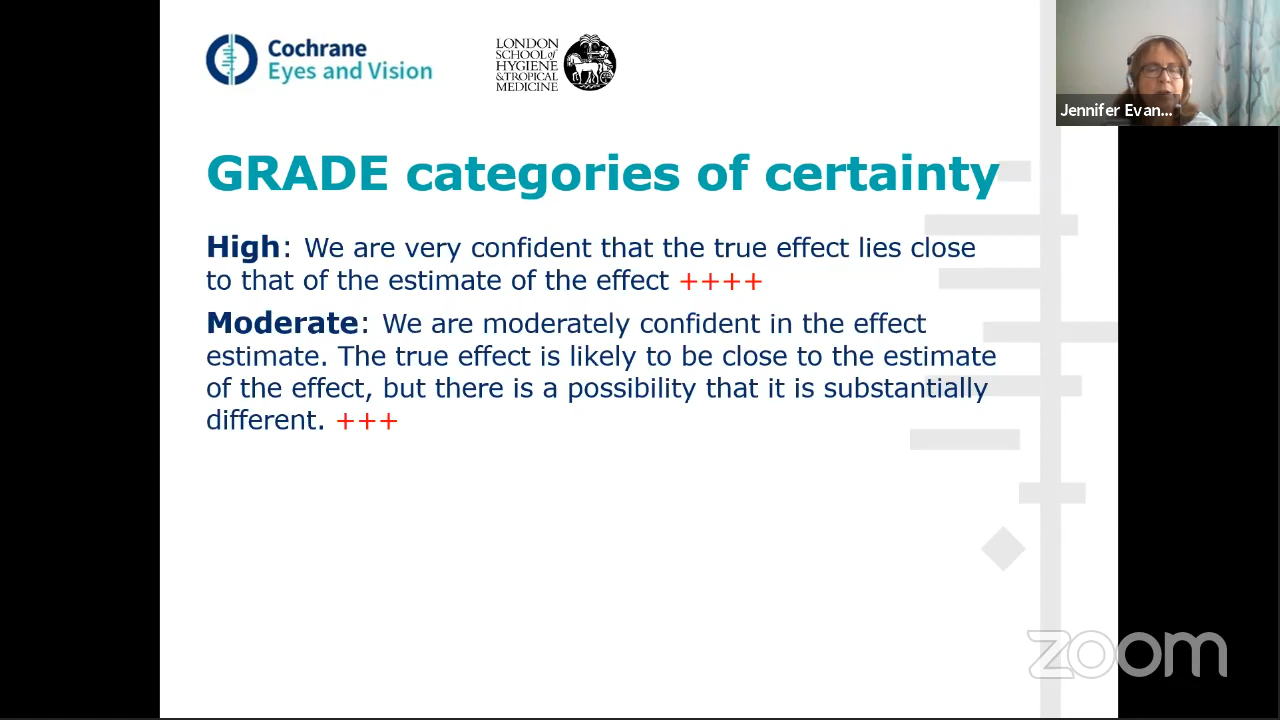 Cochrane
Eyes and Vision
LONDON
SCHOOL of
HYGIENE
& TROPICAL
MEDICINE
Jennifer Evan...
GRADE categories of certainty
High: We are very confident that the true effect lies close
to that of the estimate of the effect ++++
Moderate: We are moderately confident in the effect
estimate. The true effect is likely to be close to the estimate
of the effect, but there is a possibility that it is substantially
different. +++
zoom